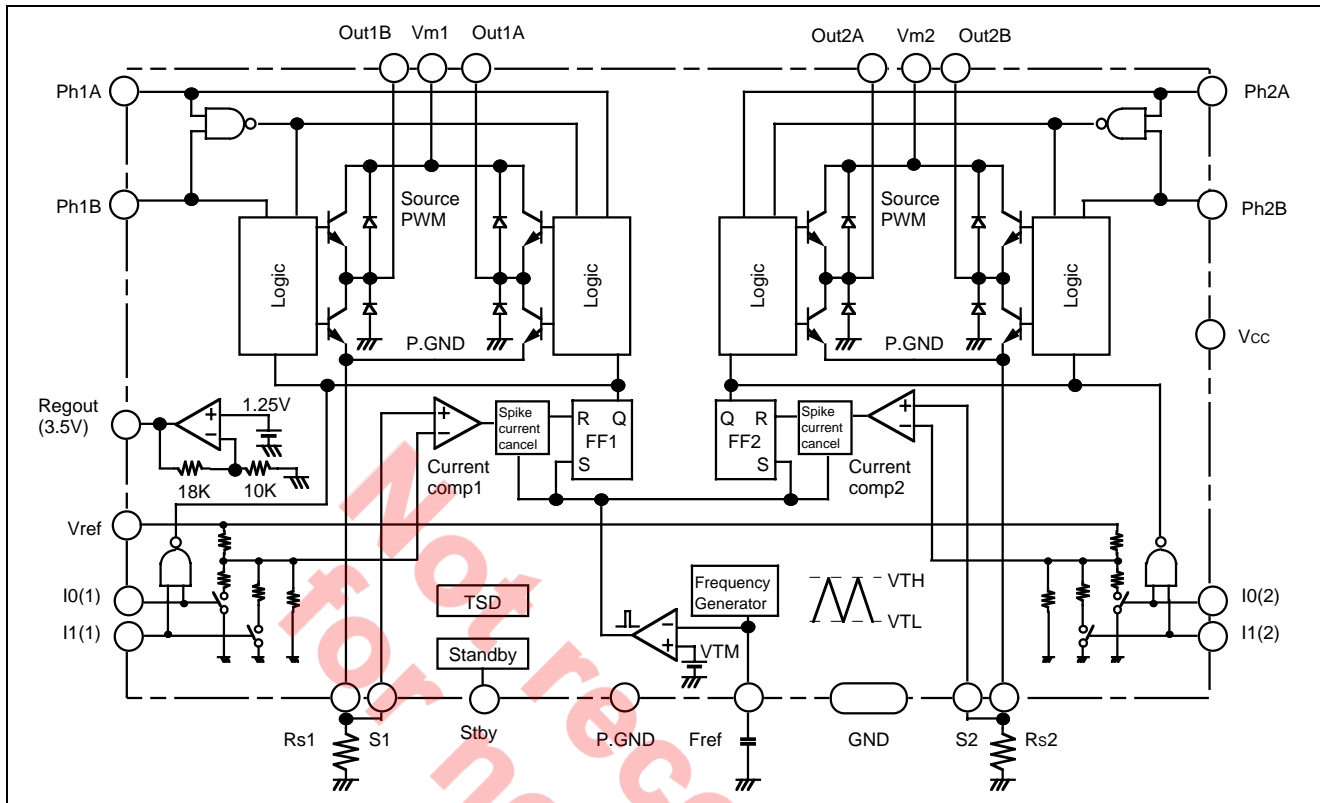 Out1B Vm1 Out1A
Out2A Vm2 Out2B
Ph1A
Ph2A
Ph1B
Ph2B
Source
PWM
Source
PWM
Logic
Logic
Logic
Logic
P.GND
P.GND
Vcc
Regout
(3.5V)
1.25V
18K
10K
Current
comp1
Spike
current
cancel
R Q
FF1
S
Q R
FF2
S
Spike
current
cancel
Current
comp2
Vref
I0(1)
I1(1)
TSD
Standby
Frequency
Generator
VTM
VTH
VTL
I0(2)
I1(2)
Rs1 S1 Stby P.GND Fref GND S2 Rs2
Not rec
for ne